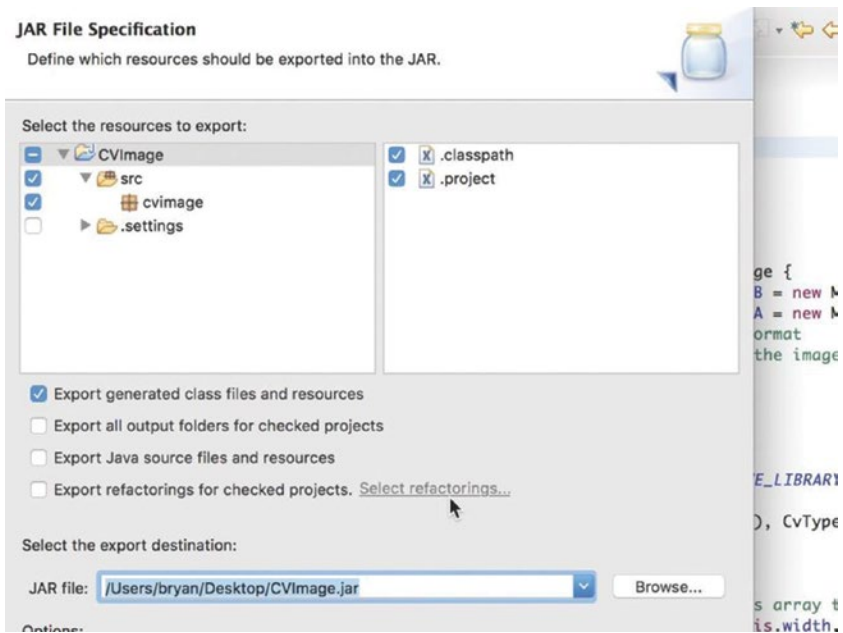 JAR File Specification
Define which resources should be exported into the JAR.
Select the resources to export:
CVImage
src
cvimage
.settings
.classpath
.project
Export generated class files and resources
Export all output folders for checked projects
Export Java source files and resources
Export refactorings for checked projects. Select refactorings...
Select the export destination:
JAR file: /Users/bryan/Desktop/CVImage.jar Browse...
Options:
ge {
B = new M
A = new M
ormat
the image
E_LIBRARY
), CvType
s array t
is.width,